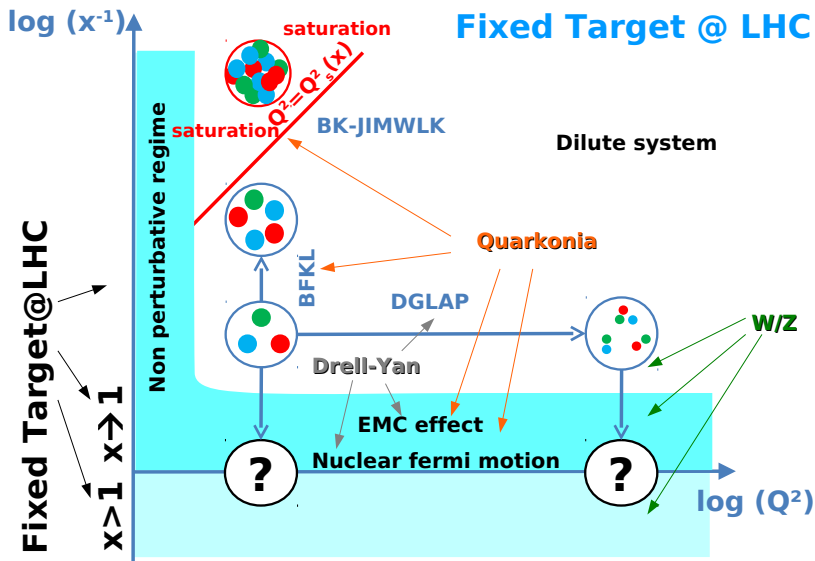 log (x⁻¹)
Fixed Target @ LHC
saturation
Q²=Q²ₛ(x)
saturation
BK-JIMWLK
Dilute system
Non perturbative regime
Quarkonia
BFKL
DGLAP
W/Z
Fixed Target@LHC
Drell-Yan
x→1
EMC effect
Nuclear fermi motion
?
?
x>1
log (Q²)